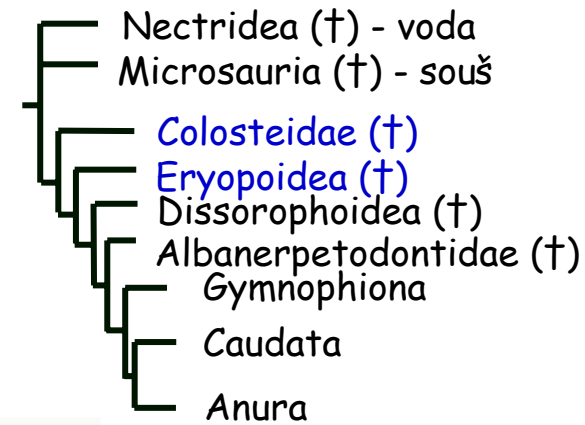 Nectridea (†) - voda
Microsauria (†) - souš
Colosteidae (†)
Eryopoidea (†)
Dissorophoidea (†)
Albanerpetodontidae (†)
Gymnophiona
Caudata
Anura